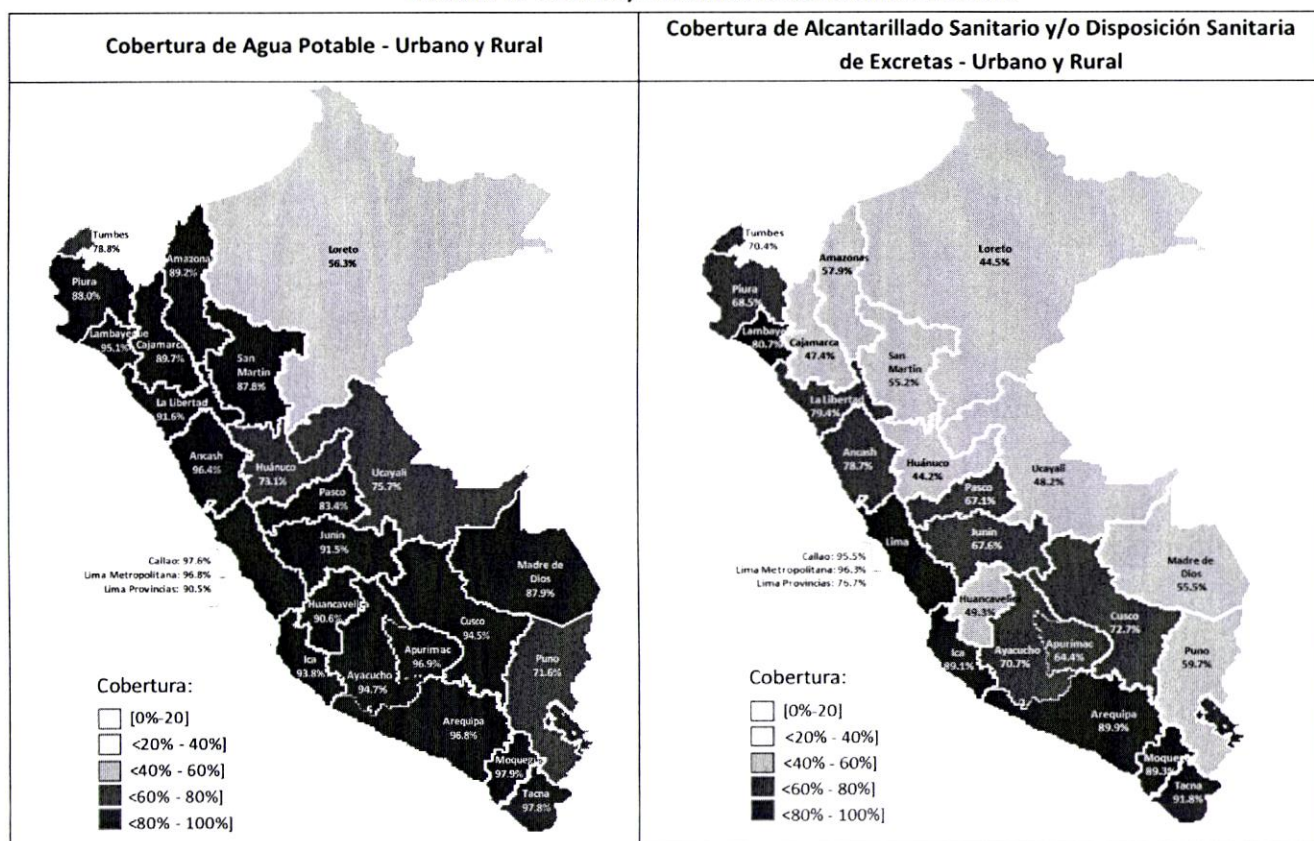 Cobertura de Agua Potable - Urbano y Rural
Tumbes
78.8%
Piura
88.0%
Amazona
89.2%
Loreto
56.3%
Lambayeque
95.1%
Cajamarca
89.7%
San
Martin
87.8%
La Libertad
91.6%
Ancash
96.4%
Huánuco
73.1%
Ucayali
75.7%
Pasco
83.4%
Junin
91.5%
Callao: 97.6%
Lima Metropolitana: 96.8%
Lima Provincias: 90.5%
Madre de
Dios
87.9%
Huancavelica
90.6%
Cusco
94.5%
Ica
93.8%
Ayacucho
94.7%
Apurimac
96.9%
Puno
71.6%
Arequipa
96.8%
Moquegua
97.9%
Tacna
97.8%
Cobertura:
[0%-20]
<20% - 40%]
<40% - 60%]
<60% - 80%]
<80% - 100%]
Cobertura de Alcantarillado Sanitario y/o Disposición Sanitaria
de Excretas - Urbano y Rural
Tumbes
70.4%
Piura
68.5%
Amazonas
57.9%
Loreto
44.5%
Lambayeque
80.7%
Cajamarca
47.4%
San
Martin
55.2%
La Libertad
79.4%
Ancash
78.7%
Huánuco
44.2%
Ucayali
48.2%
Pasco
67.1%
Lima
Junin
67.6%
Callao: 95.5%
Lima Metropolitana: 96.3%
Lima Provincias: 75.7%
Madre de
Dios
55.5%
Huancavelica
49.3%
Cusco
72.7%
Ica
89.1%
Ayacucho
70.7%
Apurimac
64.4%
Puno
59.7%
Arequipa
89.9%
Moquegua
89.3%
Tacna
91.8%
Cobertura:
[0%-20]
<20% - 40%]
<40% - 60%]
<60% - 80%]
<80% - 100%]